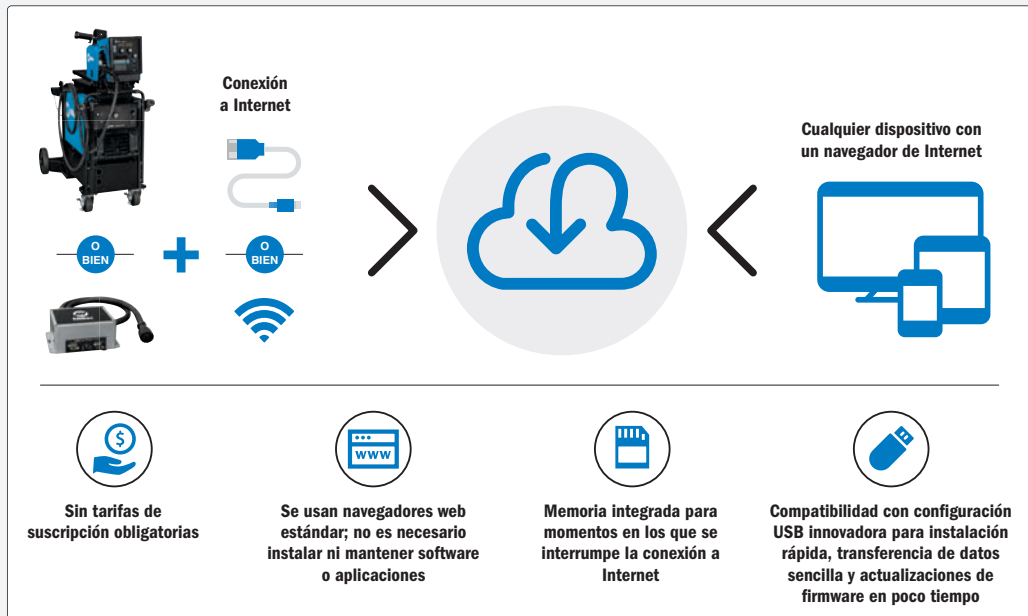 Conexión
a Internet
Cualquier dispositivo con
un navegador de Internet
O
BIEN
O
BIEN
Sin tarifas de
suscripción obligatorias
www
Se usan navegadores web
estándar; no es necesario
instalar ni mantener software
o aplicaciones
Memoria integrada para
momentos en los que se
interrumpe la conexión a
Internet
Compatibilidad con configuración
USB innovadora para instalación
rápida, transferencia de datos
sencilla y actualizaciones de
firmware en poco tiempo